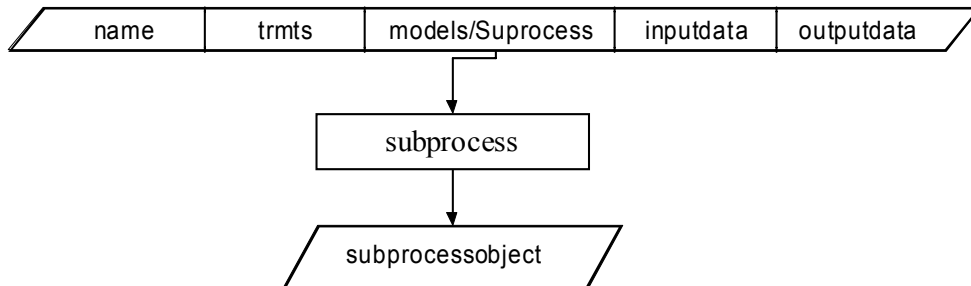 name trmts models/Suprocess inputdata outputdata
subprocess
subprocessobject